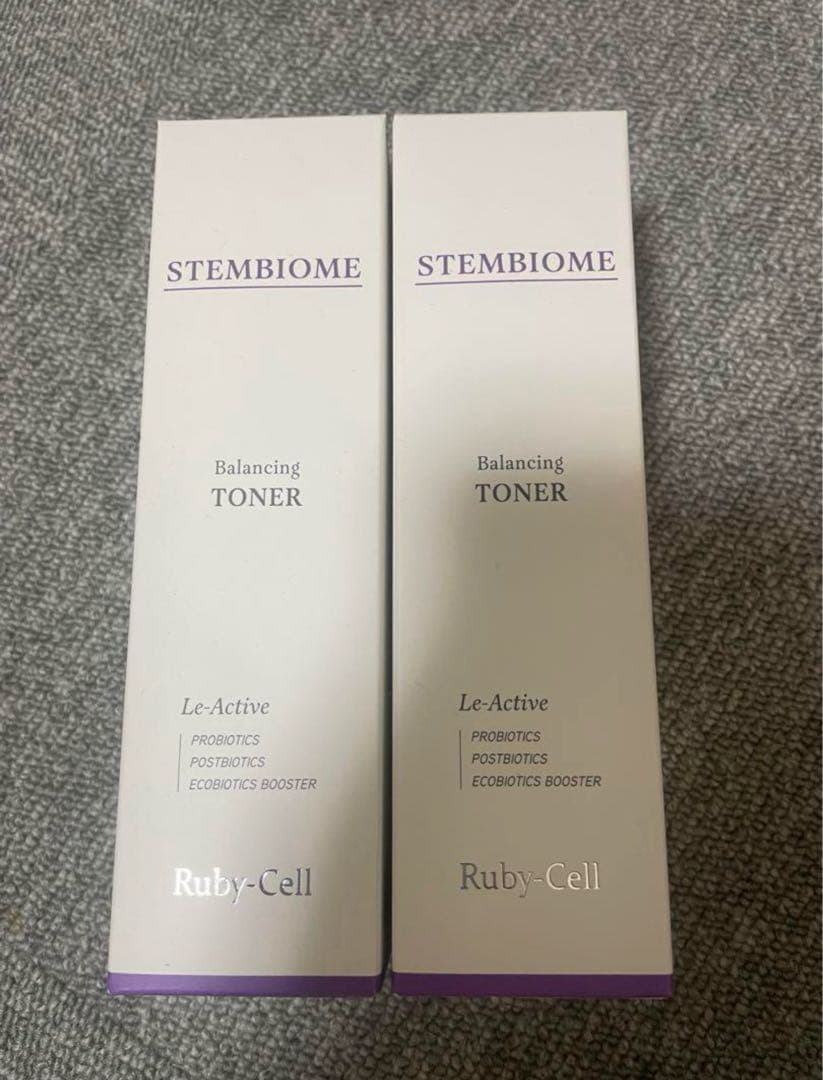 STEMBIOME
Balancing
TONER
Le-Active
PROBIOTICS
POSTBIOTICS
ECOBIOTICS BOOSTER
Ruby-Cell
STEMBIOME
Balancing
TONER
Le-Active
PROBIOTICS
POSTBIOTICS
ECOBIOTICS BOOSTER
Ruby-Cell